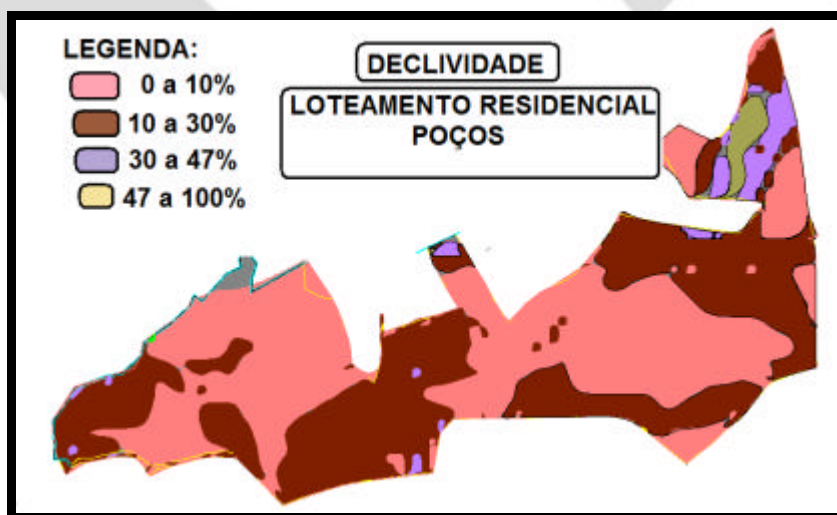 LEGENDA:
0 a 10%
10 a 30%
30 a 47%
47 a 100%
DECLIVIDADE
LOTEAMENTO RESIDENCIAL
POÇOS